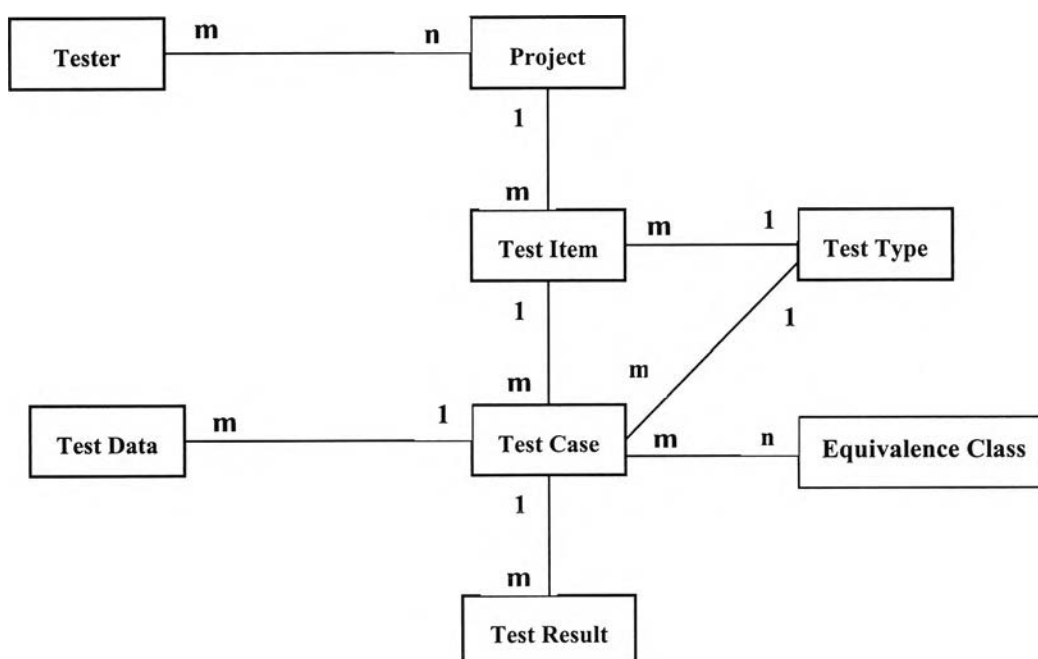 m n
Tester Project
1
m
m 1
Test Item Test Type
1 1
m
m
m 1
Test Data Test Case m n Equivalence Class
1
m
Test Result